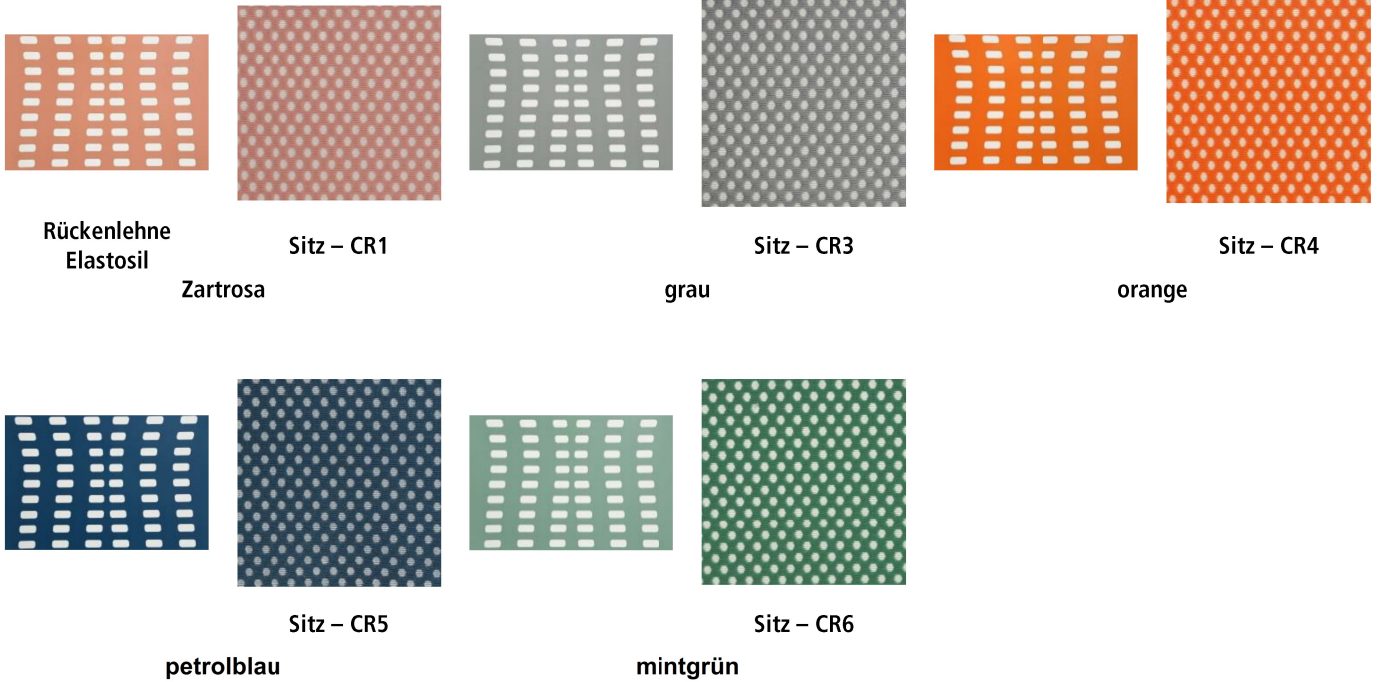 Rückenlehne
Elastosil
Sitz – CR1
Zartrosa
Sitz – CR3
grau
Sitz – CR4
orange
Sitz – CR5
petrolblau
Sitz – CR6
mintgrün